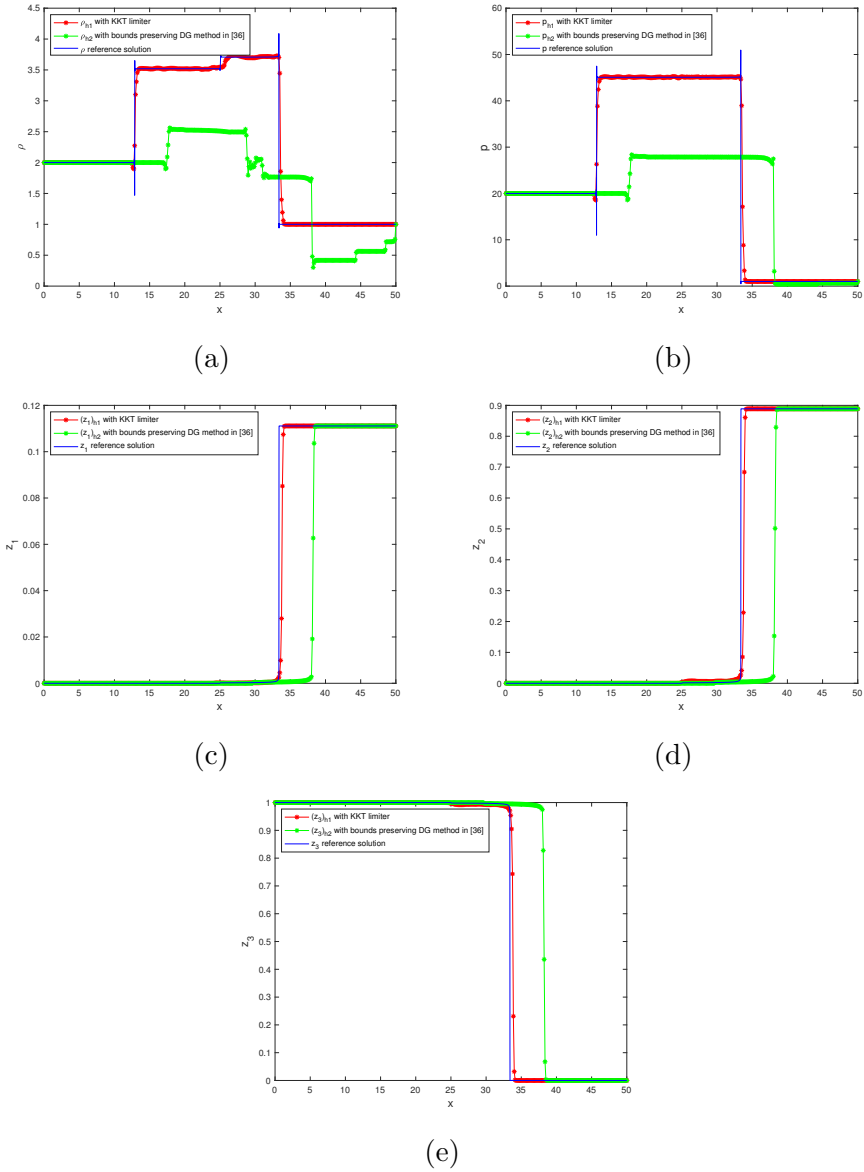 ρh1 with KKT limiter
ρh2 with bounds preserving DG method in [36]
ρ reference solution
ρ
4.5
4
3.5
3
2.5
2
1.5
1
0.5
0
0 5 10 15 20 25 30 35 40 45 50
x
(a)
ph1 with KKT limiter
ph2 with bounds preserving DG method in [36]
p reference solution
p
60
50
40
30
20
10
0
0 5 10 15 20 25 30 35 40 45 50
x
(b)
(z1)h1 with KKT limiter
(z1)h2 with bounds preserving DG method in [36]
z1 reference solution
z1
0.12
0.1
0.08
0.06
0.04
0.02
0
0 5 10 15 20 25 30 35 40 45 50
x
(c)
(z2)h1 with KKT limiter
(z2)h2 with bounds preserving DG method in [36]
z2 reference solution
z2
0.9
0.8
0.7
0.6
0.5
0.4
0.3
0.2
0.1
0
0 5 10 15 20 25 30 35 40 45 50
x
(d)
(z3)h1 with KKT limiter
(z3)h2 with bounds preserving DG method in [36]
z3 reference solution
z3
1
0.9
0.8
0.7
0.6
0.5
0.4
0.3
0.2
0.1
0
0 5 10 15 20 25 30 35 40 45 50
x
(e)